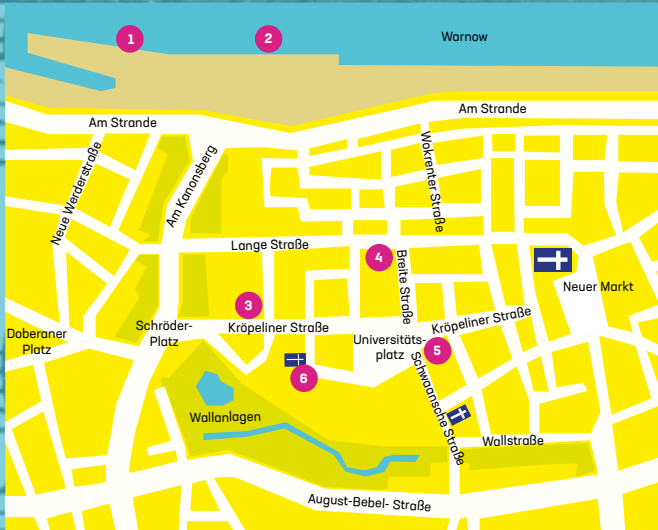 1
2
Warnow
Am Strande
Am Strande
Neue Werderstraße
Am Kanonsberg
Wokrenter Straße
Lange Straße
4
Breite Straße
Neuer Markt
3
Kröpeliner Straße
Kröpeliner Straße
Doberaner
Platz
Schröder-
Platz
Universitäts-
platz
5
6
Schwaansche Straße
Wallanlagen
Wallstraße
August-Bebel- Straße